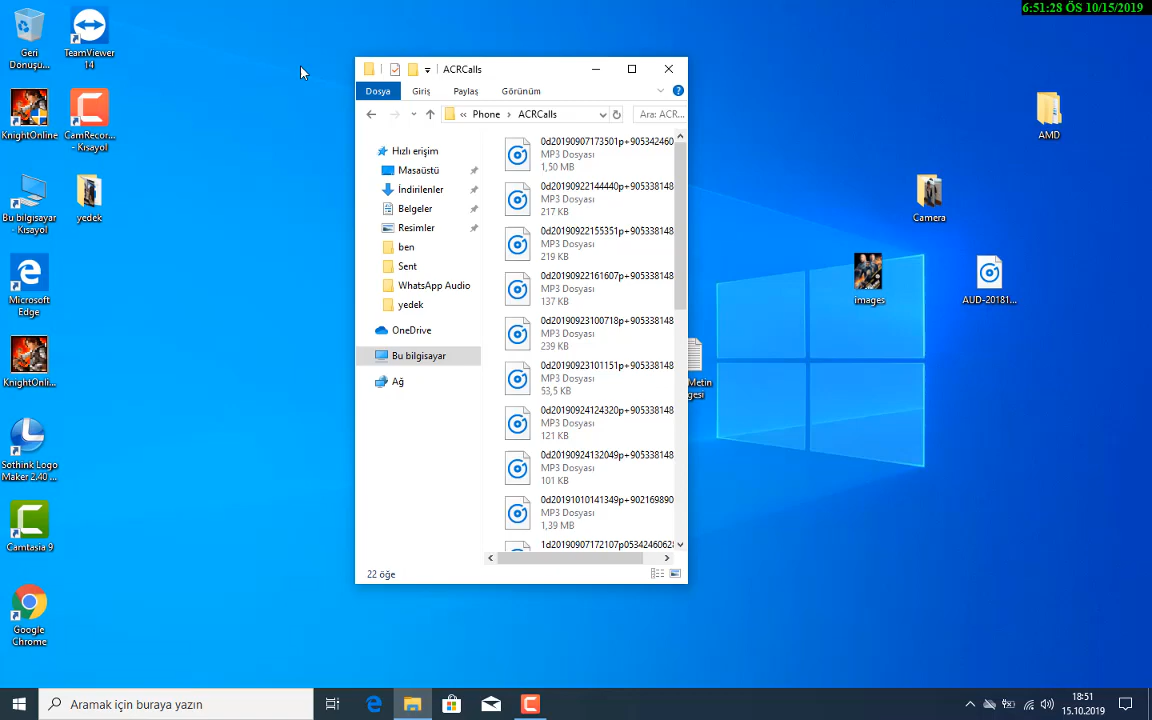 6:51:28 ÖS 10/15/2019
Geri
Donuşu...
TeamViewer
14
KnightOnline
CamRecor...
- Kısayol
Bu bilgisayar
- Kısayol
yedek
Microsoft
Edge
KnightOnli...
Sothink Logo
Maker 2.40 ...
Camtasia 9
Google
Chrome
ACRCalls
Dosya
Giriş
Paylaş
Görünüm
« Phone > ACRCalls
Ara: ACR...
Hızlı erişim
Masaüstü
İndirilenler
Belgeler
Resimler
ben
Sent
WhatsApp Audio
yedek
OneDrive
Bu bilgisayar
Ağ
0d20190907173501p+905342460
MP3 Dosyası
1,50 MB
0d20190922144440p+905338148
MP3 Dosyası
217 KB
0d20190922155351p+905338148
MP3 Dosyası
219 KB
0d20190922161607p+905338148
MP3 Dosyası
137 KB
0d20190923100718p+905338148
MP3 Dosyası
239 KB
0d20190923101151p+905338148
MP3 Dosyası
53,5 KB
0d20190924124320p+905338148
MP3 Dosyası
121 KB
0d20190924132049p+905338148
MP3 Dosyası
101 KB
0d20191010141349p+902169890
MP3 Dosyası
1,39 MB
1d20190907172107p0534246062
22 öğe
AMD
Camera
images
AUD-20181...
Metin
gesi
Aramak için buraya yazın
18:51
15.10.2019